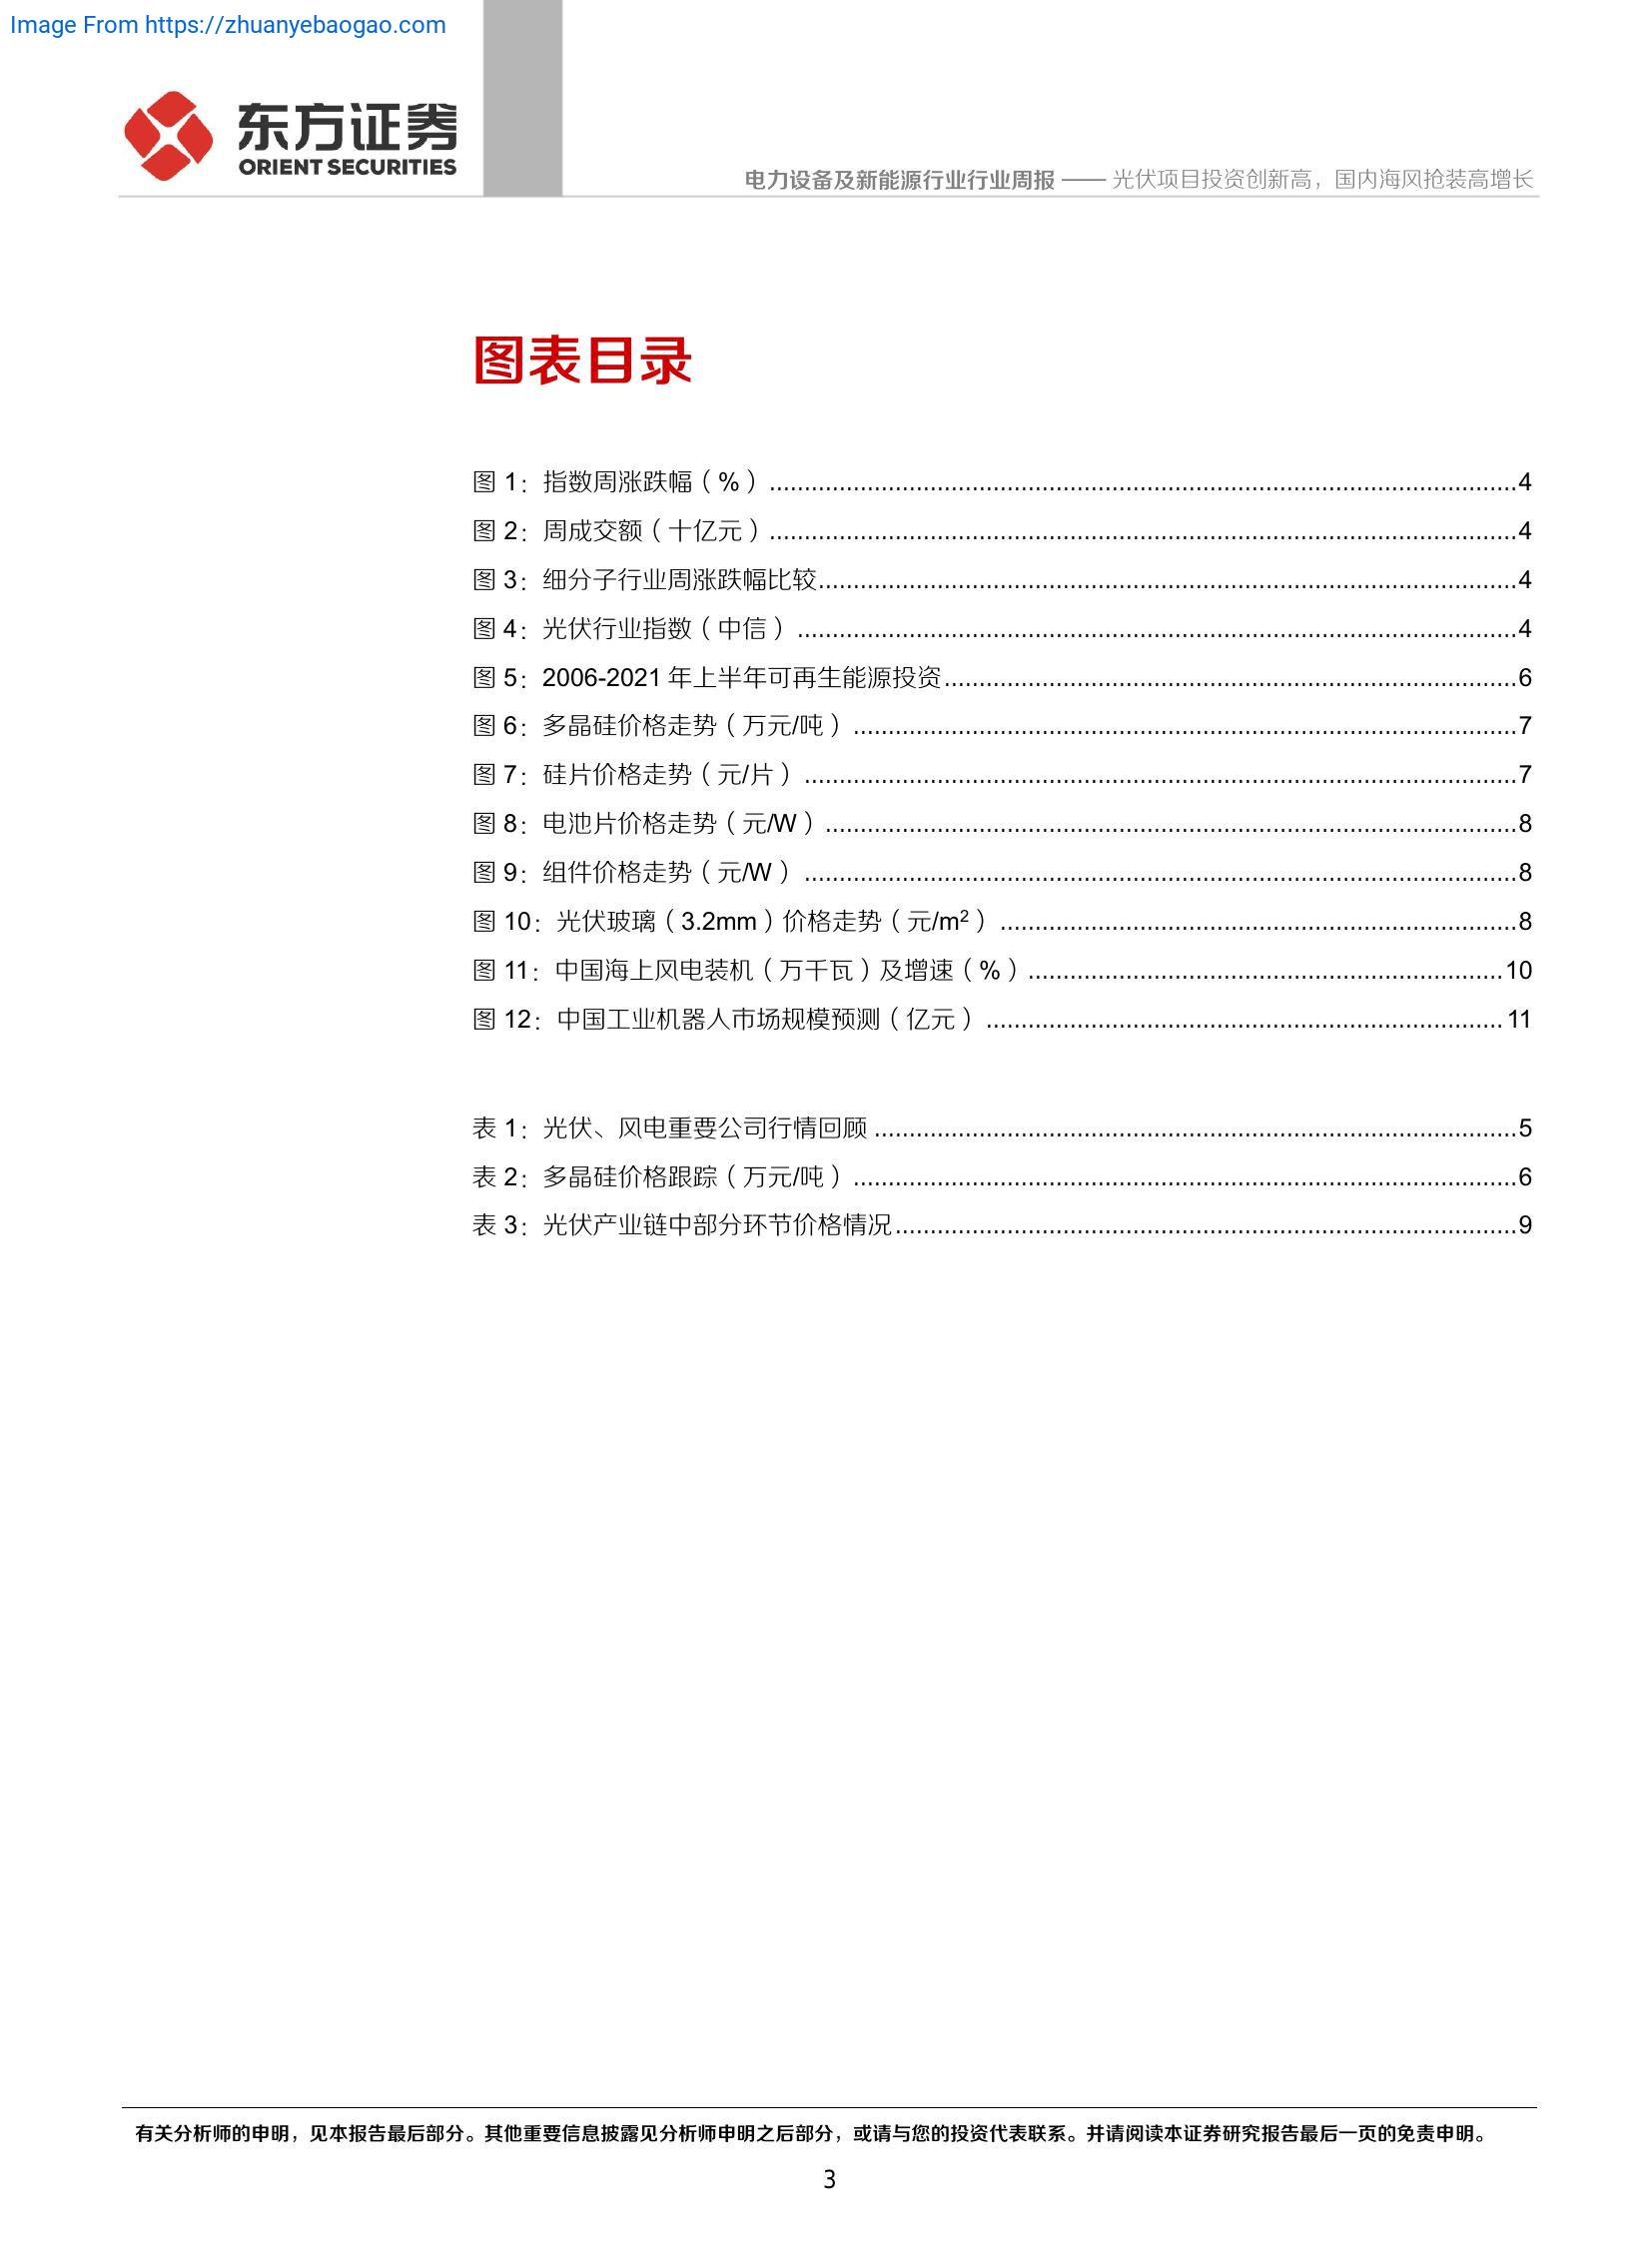 Image From https://zhuanyebaogao.com
东方证券
ORIENT SECURITIES
电力设备及新能源行业行业周报 —— 光伏项目投资创新高，国内海风抢装高增长
图表目录
图 1：指数周涨跌幅（%）...........................................................................................................4
图 2：周成交额（十亿元）...........................................................................................................4
图 3：细分子行业周涨跌幅比较....................................................................................................4
图 4：光伏行业指数（中信）.......................................................................................................4
图 5：2006-2021 年上半年可再生能源投资..................................................................................6
图 6：多晶硅价格走势（万元/吨）...............................................................................................7
图 7：硅片价格走势（元/片）......................................................................................................7
图 8：电池片价格走势（元/W）...................................................................................................8
图 9：组件价格走势（元/W）......................................................................................................8
图 10：光伏玻璃（3.2mm）价格走势（元/m²）..........................................................................8
图 11：中国海上风电装机（万千瓦）及增速（%）....................................................................10
图 12：中国工业机器人市场规模预测（亿元）..........................................................................11
表 1：光伏、风电重要公司行情回顾............................................................................................5
表 2：多晶硅价格跟踪（万元/吨）...............................................................................................6
表 3：光伏产业链中部分环节价格情况.........................................................................................9
有关分析师的申明，见本报告最后部分。其他重要信息披露见分析师申明之后部分，或请与您的投资代表联系。并请阅读本证券研究报告最后一页的免责申明。
3